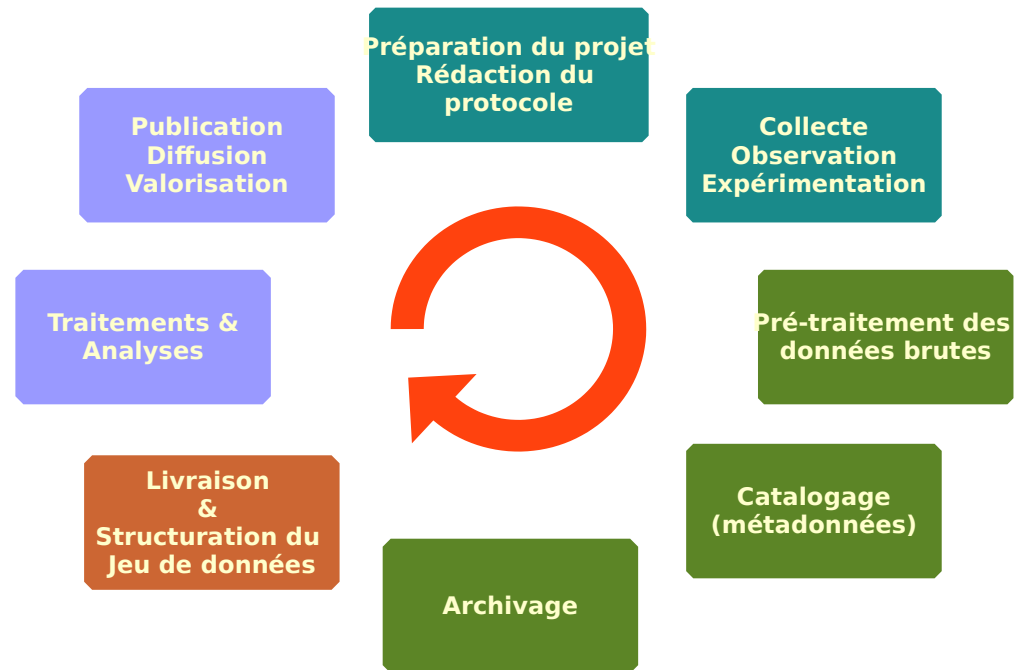 Préparation du projet
Rédaction du
protocole
Collecte
Observation
Expérimentation
Pré-traitement des
données brutes
Catalogage
(métadonnées)
Archivage
Livraison
&
Structuration du
Jeu de données
Traitements &
Analyses
Publication
Diffusion
Valorisation